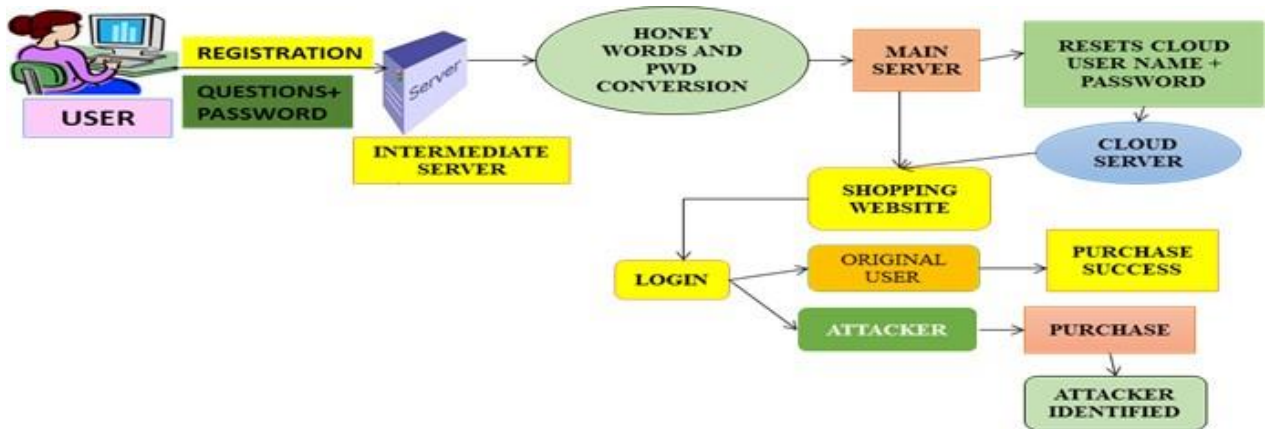 REGISTRATION
QUESTIONS+
PASSWORD
USER
Server
INTERMEDIATE
SERVER
HONEY
WORDS AND
PWD
CONVERSION
MAIN
SERVER
RESETS CLOUD
USER NAME +
PASSWORD
CLOUD
SERVER
SHOPPING
WEBSITE
LOGIN
ORIGINAL
USER
PURCHASE
SUCCESS
ATTACKER
PURCHASE
ATTACKER
IDENTIFIED